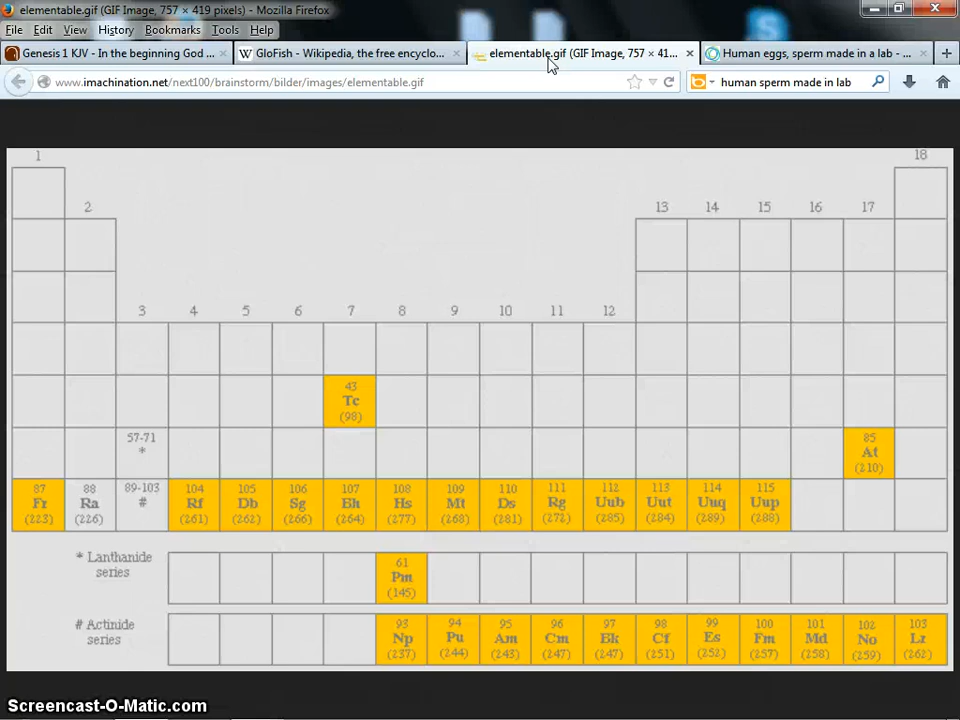 elementable.gif (GIF Image, 757 × 419 pixels) - Mozilla Firefox
File Edit View History Bookmarks Tools Help
Genesis 1 KJV - In the beginning God ...
GloFish - Wikipedia, the free encyclo...
elementable.gif (GIF Image, 757 × 41...
Human eggs, sperm made in a lab - ...
www.imachination.net/next100/brainstorm/bilder/images/elementable.gif
human sperm made in lab
1 18
2 13 14 15 16 17
3 4 5 6 7 8 9 10 11 12
43
Tc
(98)
57-71
*
85
At
(210)
87 88 89-103 104 105 106 107 108 109 110 111 112 113 114 115
Fr Ra # Rf Db Sg Bh Hs Mt Ds Rg Uub Uut Uuq Uup
(223) (226) (261) (262) (266) (264) (277) (268) (281) (272) (285) (284) (289) (288)
* Lanthanide
series
61
Pm
(145)
# Actinide
series
93 94 95 96 97 98 99 100 101 102 103
Np Pu Am Cm Bk Cf Es Fm Md No Lr
(237) (244) (243) (247) (247) (251) (252) (257) (258) (259) (262)
Screencast-O-Matic.com